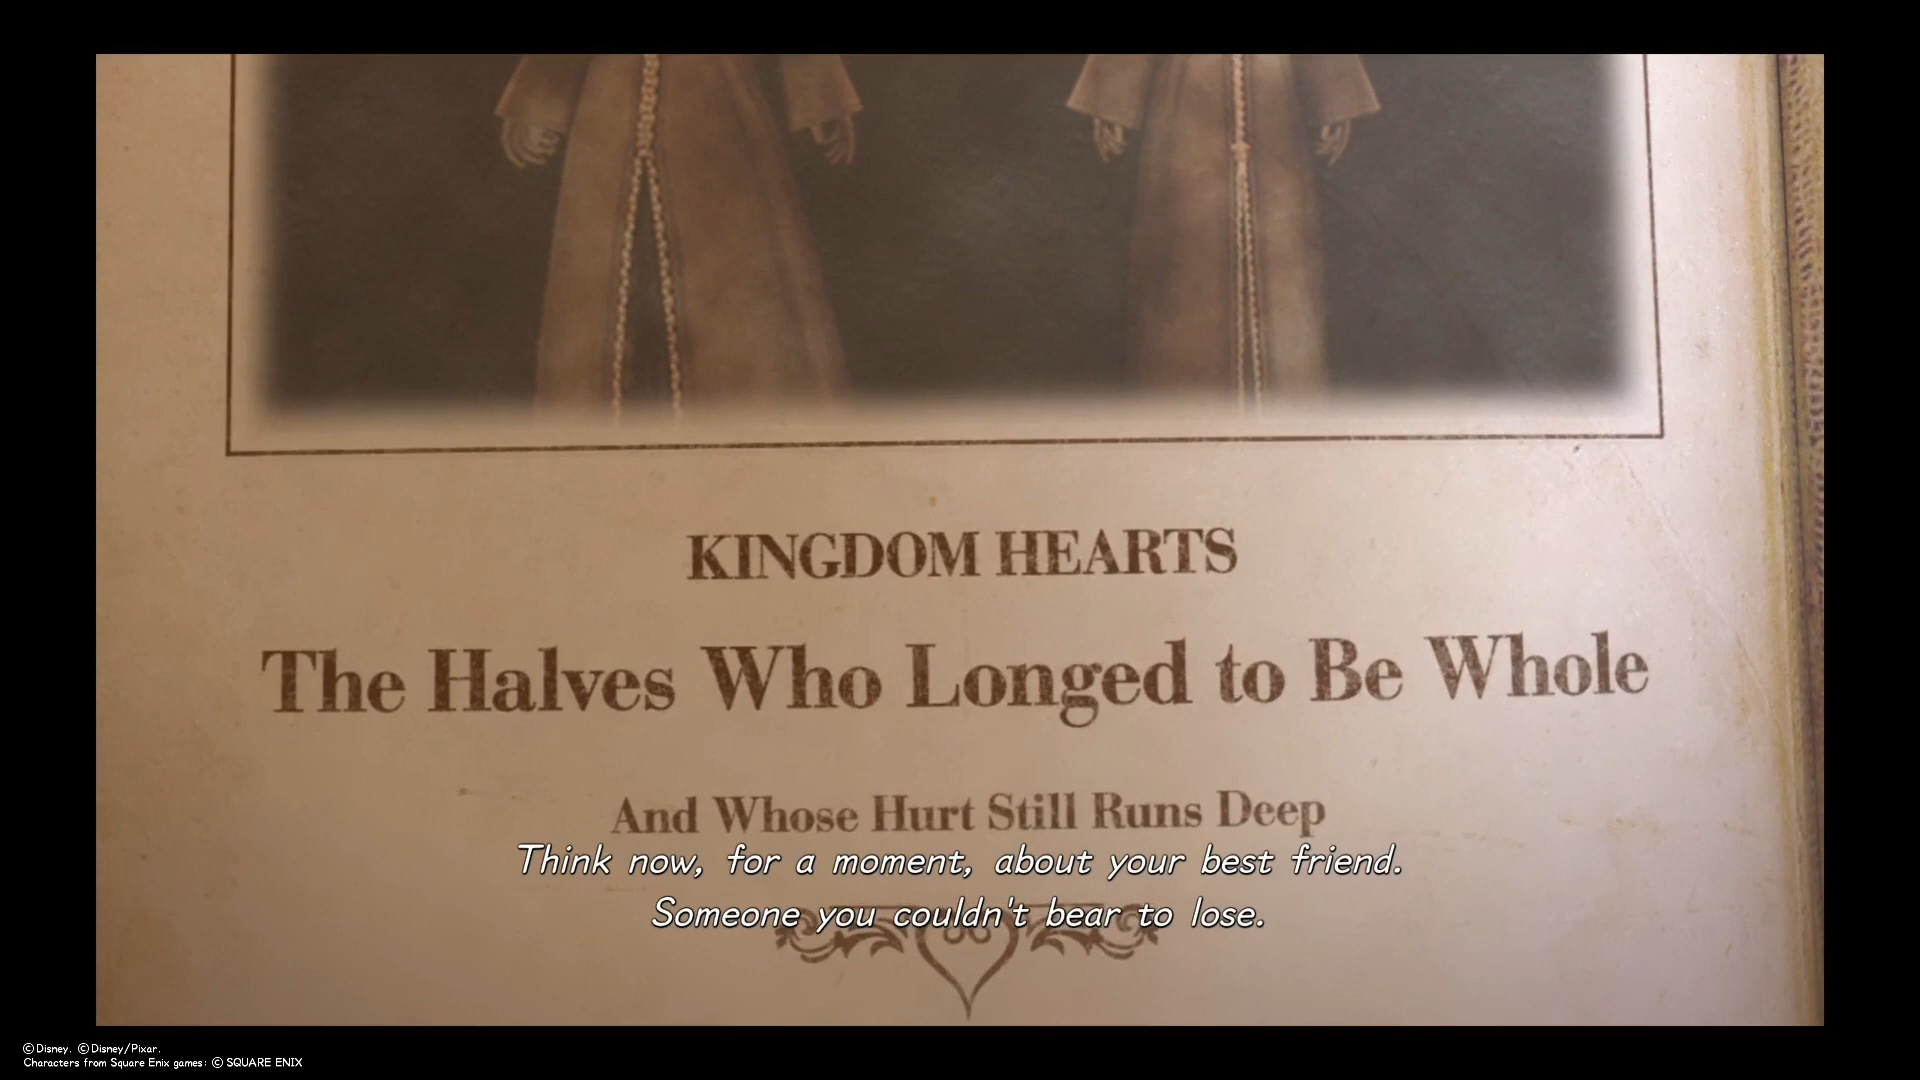 KINGDOM HEARTS
The Halves Who Longed to Be Whole
And Whose Hurt Still Runs Deep
Think now, for a moment, about your best friend.
Someone you couldn't bear to lose.
©Disney. ©Disney/Pixar.
Characters from Square Enix games: © SQUARE ENIX